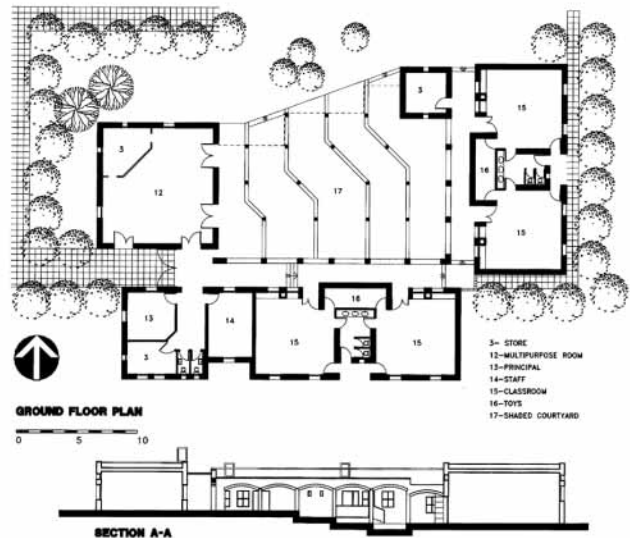 3
15
3
16
12
17
15
16
13
14
3
15
15
3- STORE
12-MULTIPURPOSE ROOM
13-PRINCIPAL
14-STAFF
15-CLASSROOM
16-TOYS
17-SHADED COURTYARD
GROUND FLOOR PLAN
0 5 10
SECTION A-A